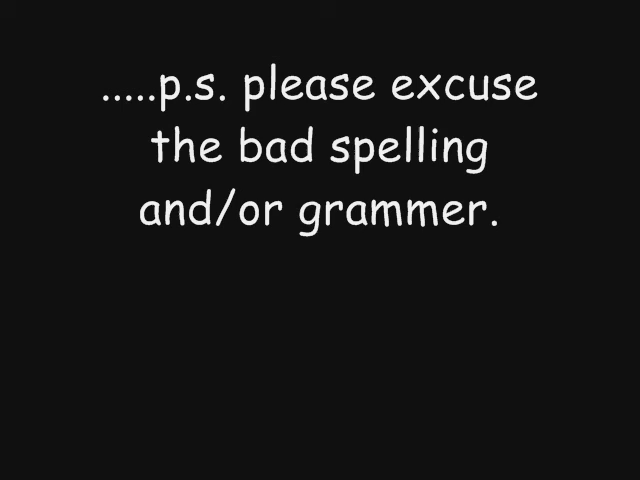 .....p.s. please excuse
the bad spelling
and/or grammer.